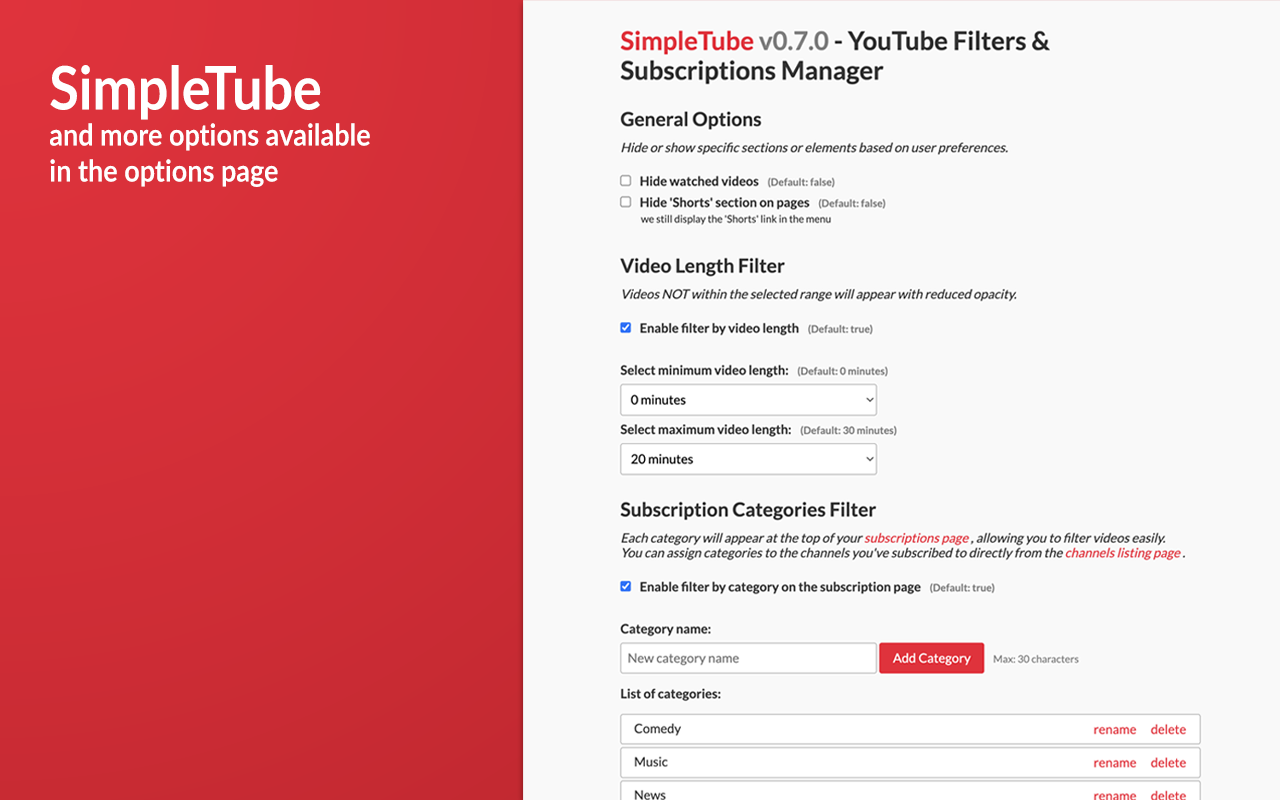 SimpleTube
and more options available
in the options page
SimpleTube v0.7.0 - YouTube Filters &
Subscriptions Manager
General Options
Hide or show specific sections or elements based on user preferences.
Hide watched videos (Default: false)
Hide 'Shorts' section on pages (Default: false)
we still display the 'Shorts' link in the menu
Video Length Filter
Videos NOT within the selected range will appear with reduced opacity.
Enable filter by video length (Default: true)
Select minimum video length: (Default: 0 minutes)
0 minutes
Select maximum video length: (Default: 30 minutes)
20 minutes
Subscription Categories Filter
Each category will appear at the top of your subscriptions page , allowing you to filter videos easily.
You can assign categories to the channels you've subscribed to directly from the channels listing page .
Enable filter by category on the subscription page (Default: true)
Category name:
New category name Add Category Max: 30 characters
List of categories:
Comedy rename delete
Music rename delete
News rename delete